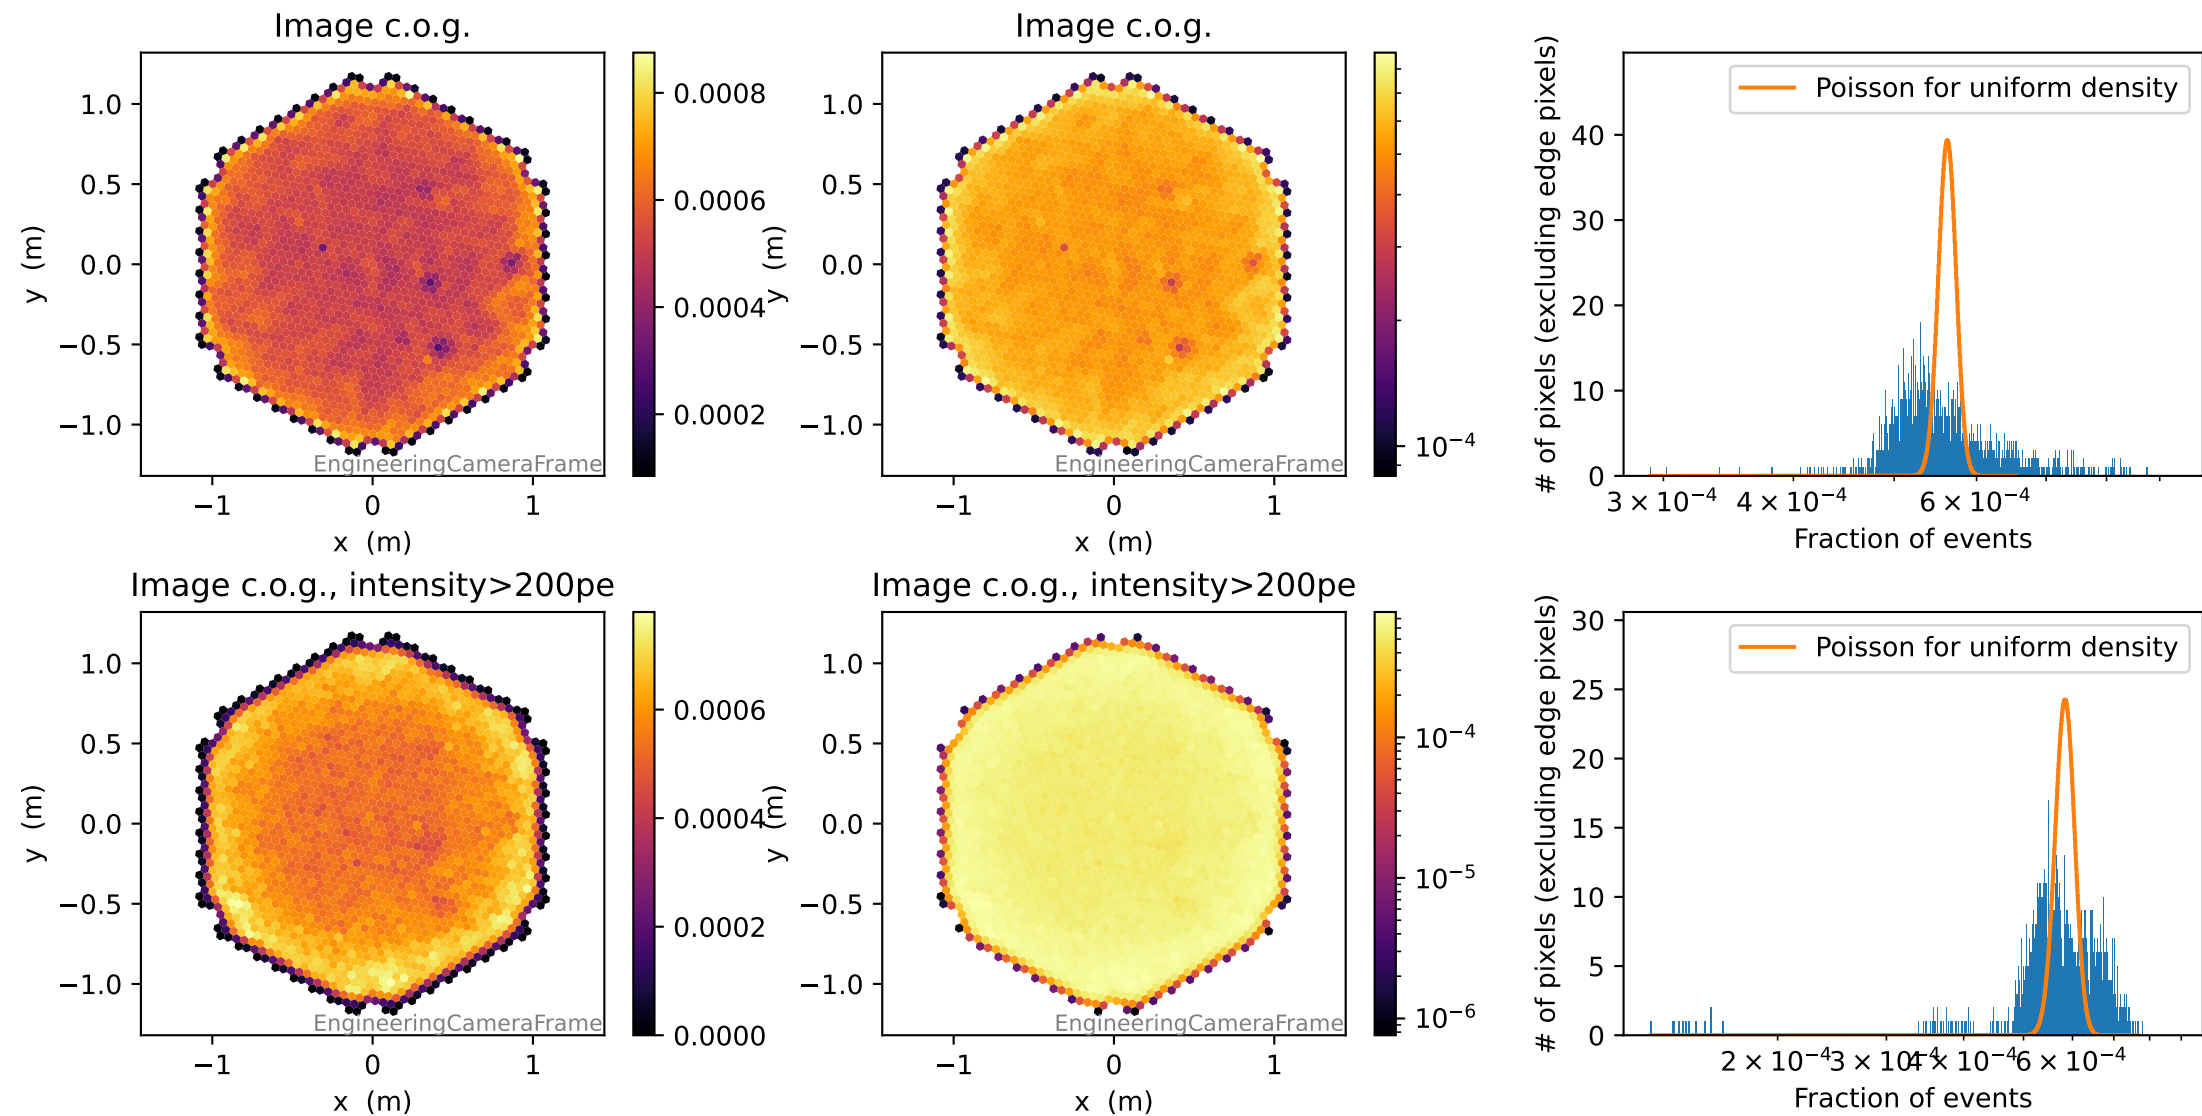 Image c.o.g.
y (m)
1.0
0.5
0.0
−0.5
−1.0
EngineeringCameraFrame
−1 0 1
x (m)
0.0008
0.0006
0.0004
0.0002
Image c.o.g.
y (m)
1.0
0.5
0.0
−0.5
−1.0
EngineeringCameraFrame
−1 0 1
x (m)
10⁻⁴
# of pixels (excluding edge pixels)
Poisson for uniform density
40
30
20
10
0
3 × 10⁻⁴ 4 × 10⁻⁴ 6 × 10⁻⁴
Fraction of events
Image c.o.g., intensity>200pe
y (m)
1.0
0.5
0.0
−0.5
−1.0
EngineeringCameraFrame
−1 0 1
x (m)
0.0006
0.0004
0.0002
0.0000
Image c.o.g., intensity>200pe
y (m)
1.0
0.5
0.0
−0.5
−1.0
EngineeringCameraFrame
−1 0 1
x (m)
10⁻⁴
10⁻⁵
10⁻⁶
# of pixels (excluding edge pixels)
Poisson for uniform density
30
25
20
15
10
5
0
2 × 10⁻⁴ 3 × 10⁻⁴ 4 × 10⁻⁴ 6 × 10⁻⁴
Fraction of events